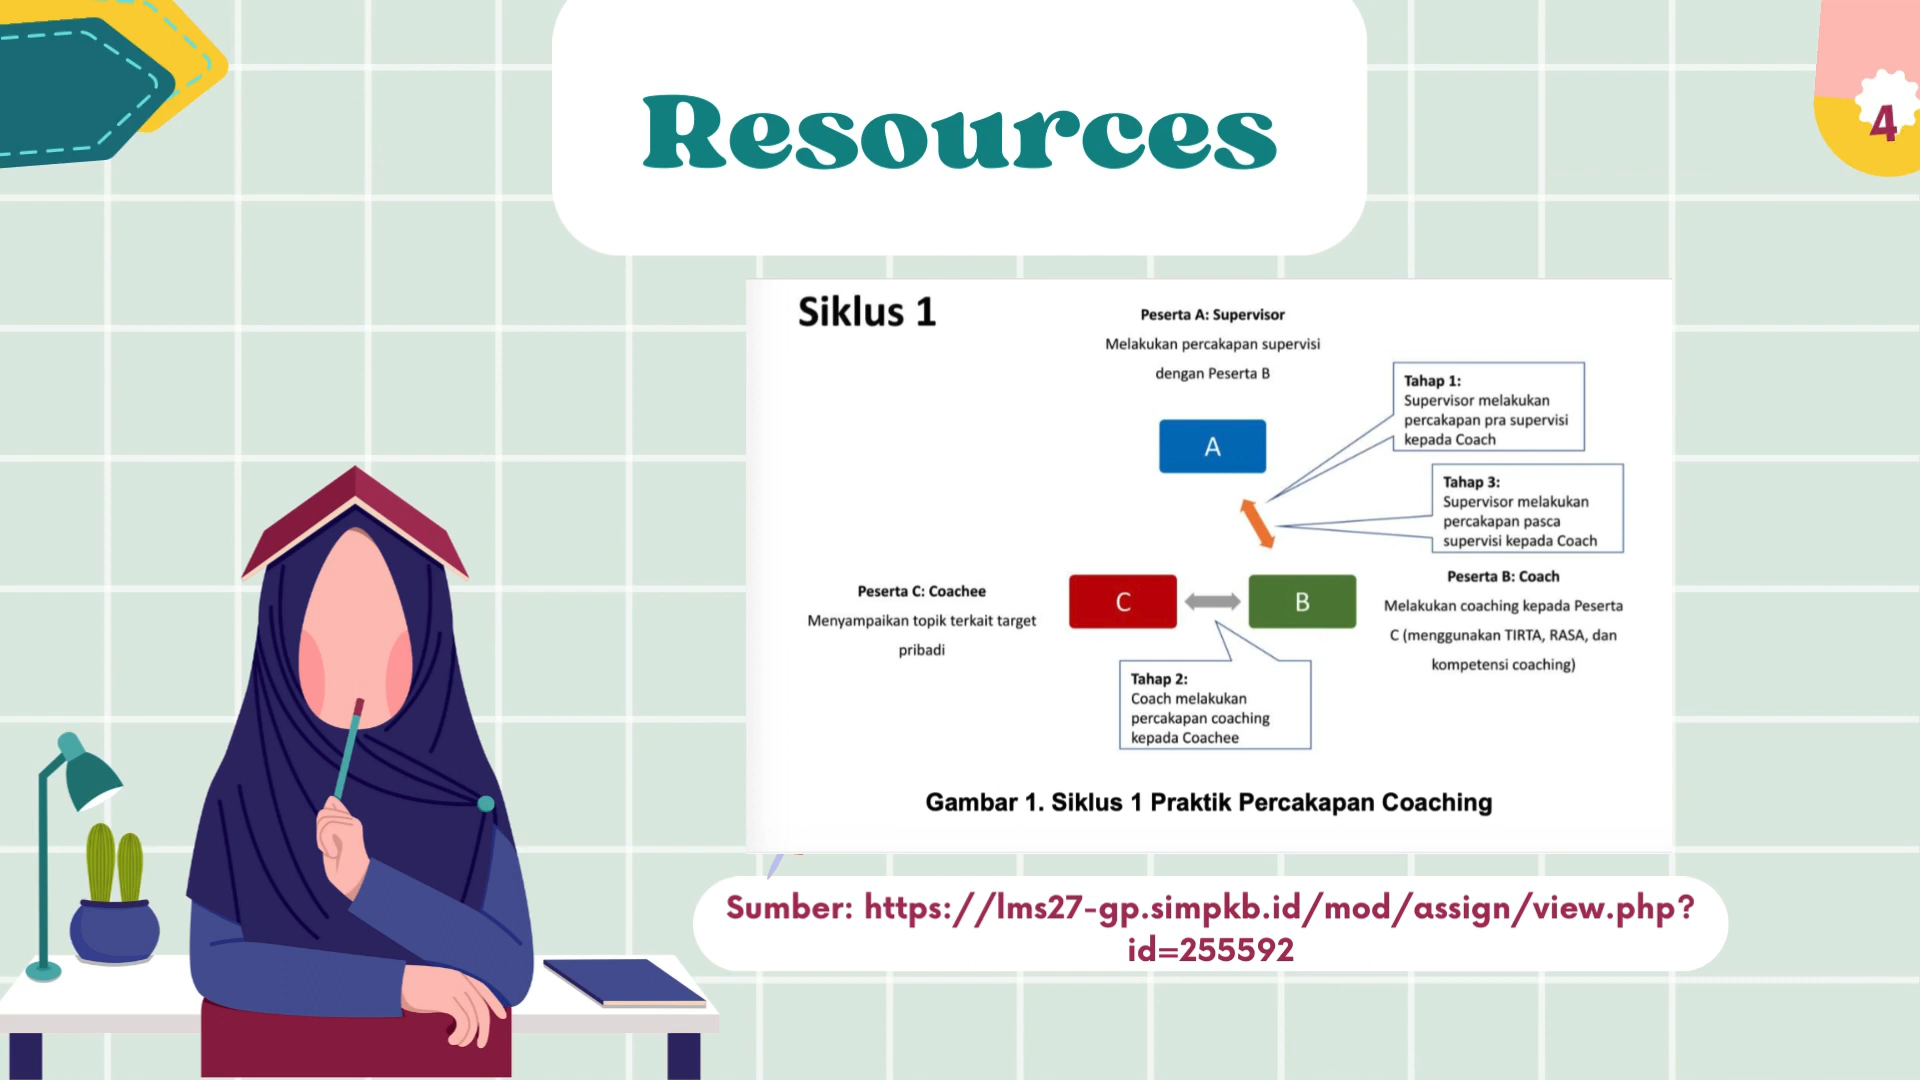 Resources
4
Siklus 1
Peserta A: Supervisor
Melakukan percakapan supervisi
dengan Peserta B
Tahap 1:
Supervisor melakukan
percakapan pra supervisi
kepada Coach
A
Tahap 3:
Supervisor melakukan
percakapan pasca
supervisi kepada Coach
Peserta C: Coachee
Menyampaikan topik terkait target
pribadi
C
B
Peserta B: Coach
Melakukan coaching kepada Peserta
C (menggunakan TIRTA, RASA, dan
kompetensi coaching)
Tahap 2:
Coach melakukan
percakapan coaching
kepada Coachee
Gambar 1. Siklus 1 Praktik Percakapan Coaching
Sumber: https://lms27-gp.simpkb.id/mod/assign/view.php?
id=255592